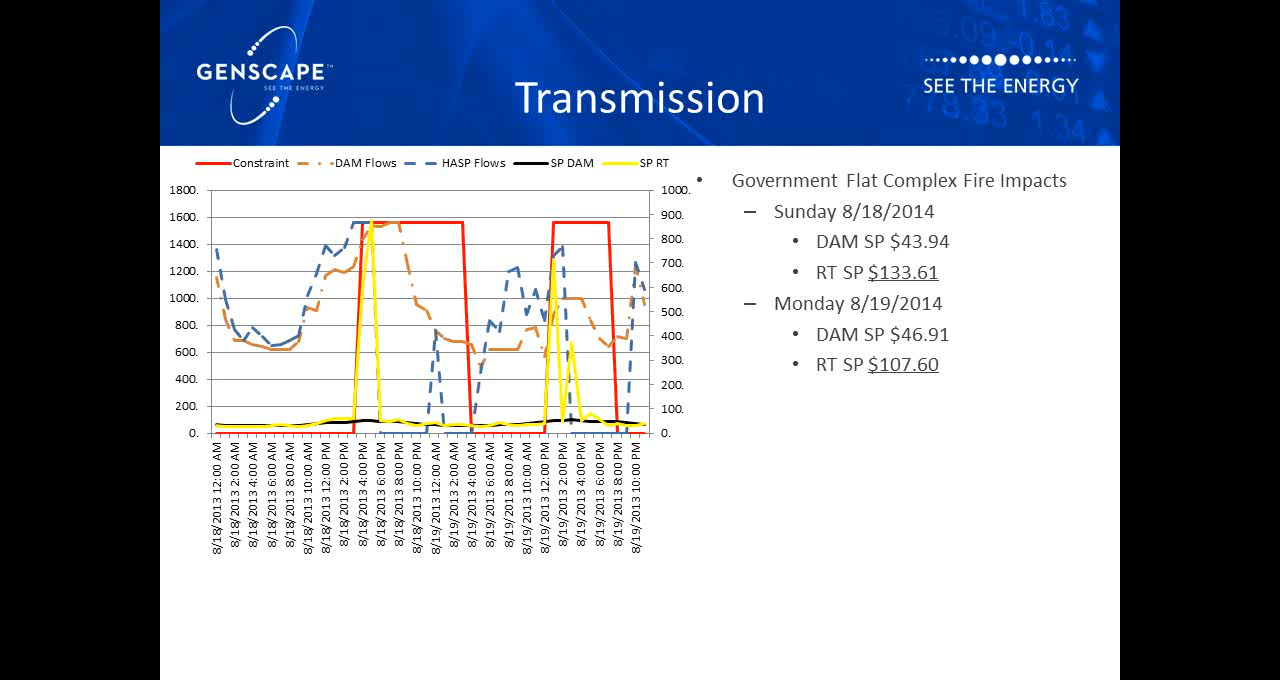 GENSCAPE™
SEE THE ENERGY
Transmission
SEE THE ENERGY
Constraint DAM Flows HASP Flows SP DAM SP RT
1800.
1600.
1400.
1200.
1000.
800.
600.
400.
200.
0.
1000.
900.
800.
700.
600.
500.
400.
300.
200.
100.
0.
8/18/2013 12:00 AM
8/18/2013 2:00 AM
8/18/2013 4:00 AM
8/18/2013 6:00 AM
8/18/2013 8:00 AM
8/18/2013 10:00 AM
8/18/2013 12:00 PM
8/18/2013 2:00 PM
8/18/2013 4:00 PM
8/18/2013 6:00 PM
8/18/2013 8:00 PM
8/18/2013 10:00 PM
8/19/2013 12:00 AM
8/19/2013 2:00 AM
8/19/2013 4:00 AM
8/19/2013 6:00 AM
8/19/2013 8:00 AM
8/19/2013 10:00 AM
8/19/2013 12:00 PM
8/19/2013 2:00 PM
8/19/2013 4:00 PM
8/19/2013 6:00 PM
8/19/2013 8:00 PM
8/19/2013 10:00 PM
• Government Flat Complex Fire Impacts
– Sunday 8/18/2014
• DAM SP $43.94
• RT SP $133.61
– Monday 8/19/2014
• DAM SP $46.91
• RT SP $107.60